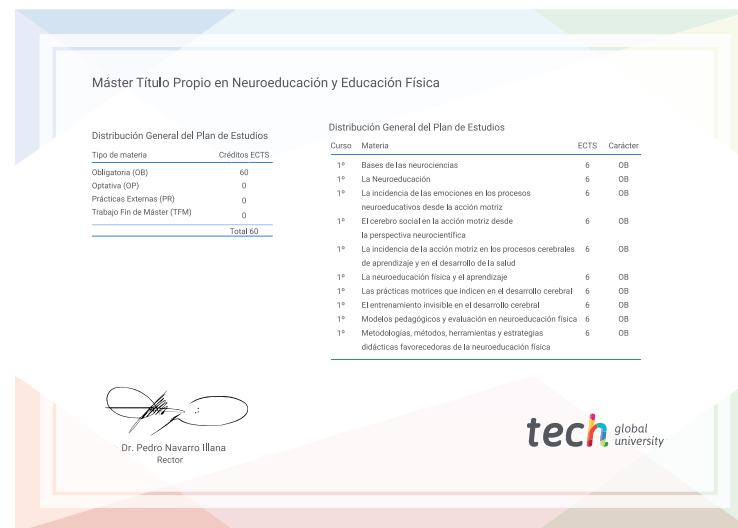 Máster Título Propio en Neuroeducación y Educación Física
Distribución General del Plan de Estudios
Tipo de materia Créditos ECTS
Obligatoria (OB) 60
Optativa (OP) 0
Prácticas Externas (PR) 0
Trabajo Fin de Máster (TFM) 0
Total 60
Distribución General del Plan de Estudios
Curso Materia ECTS Carácter
1º Bases de las neurociencias 6 OB
1º La Neuroeducación 6 OB
1º La incidencia de las emociones en los procesos 6 OB
neuroeducativos desde la acción motriz
1º El cerebro social en la acción motriz desde 6 OB
la perspectiva neurocientífica
1º La incidencia de la acción motriz en los procesos cerebrales 6 OB
de aprendizaje y en el desarrollo de la salud
1º La neuroeducación física y el aprendizaje 6 OB
1º Las prácticas motrices que indicen en el desarrollo cerebral 6 OB
1º El entrenamiento invisible en el desarrollo cerebral 6 OB
1º Modelos pedagógicos y evaluación en neuroeducación física 6 OB
1º Metodologías, métodos, herramientas y estrategias 6 OB
didácticas favorecedoras de la neuroeducación física
Dr. Pedro Navarro Illana
Rector
tech global
university